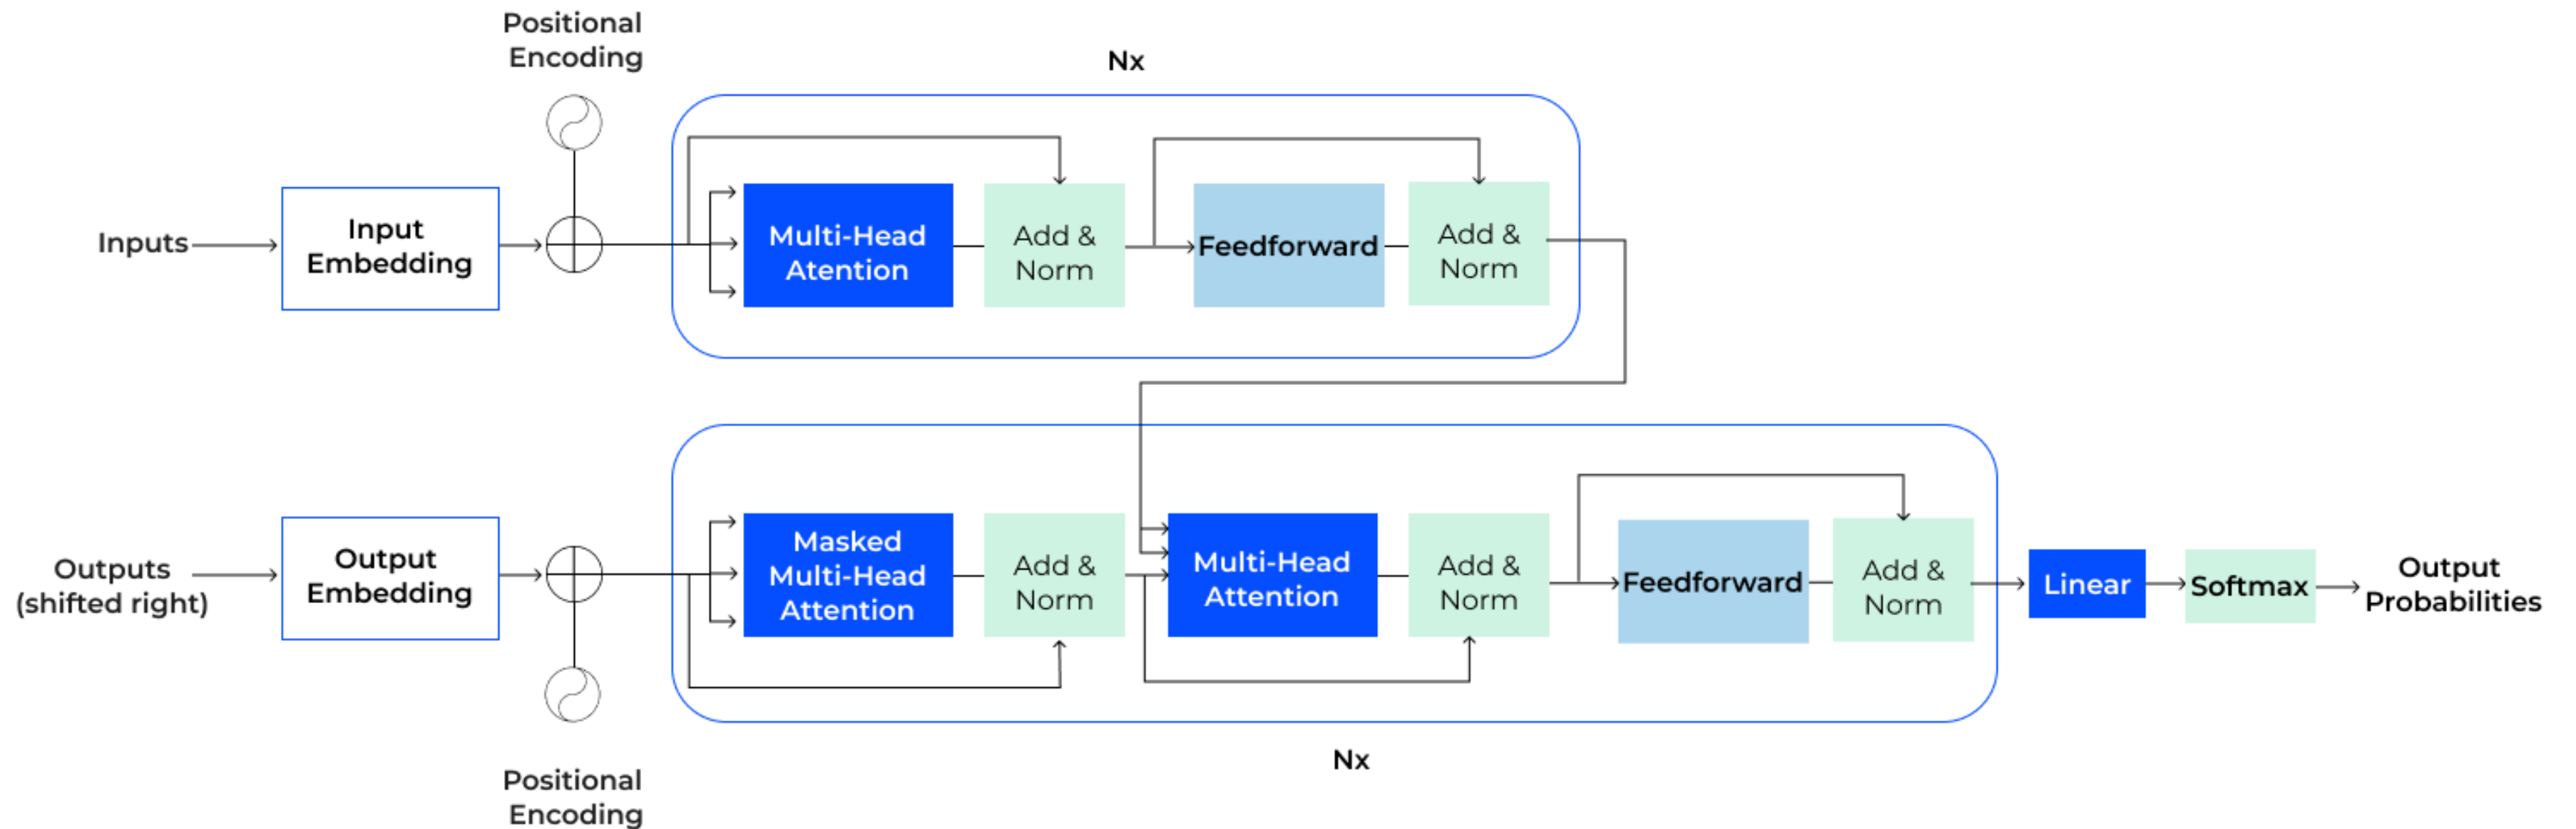 Positional
Encoding
Nx
Inputs
Input
Embedding
Multi-Head
Atention
Add &
Norm
Feedforward
Add &
Norm
Outputs
(shifted right)
Output
Embedding
Masked
Multi-Head
Attention
Add &
Norm
Multi-Head
Attention
Add &
Norm
Feedforward
Add &
Norm
Linear
Softmax
Output
Probabilities
Nx
Positional
Encoding